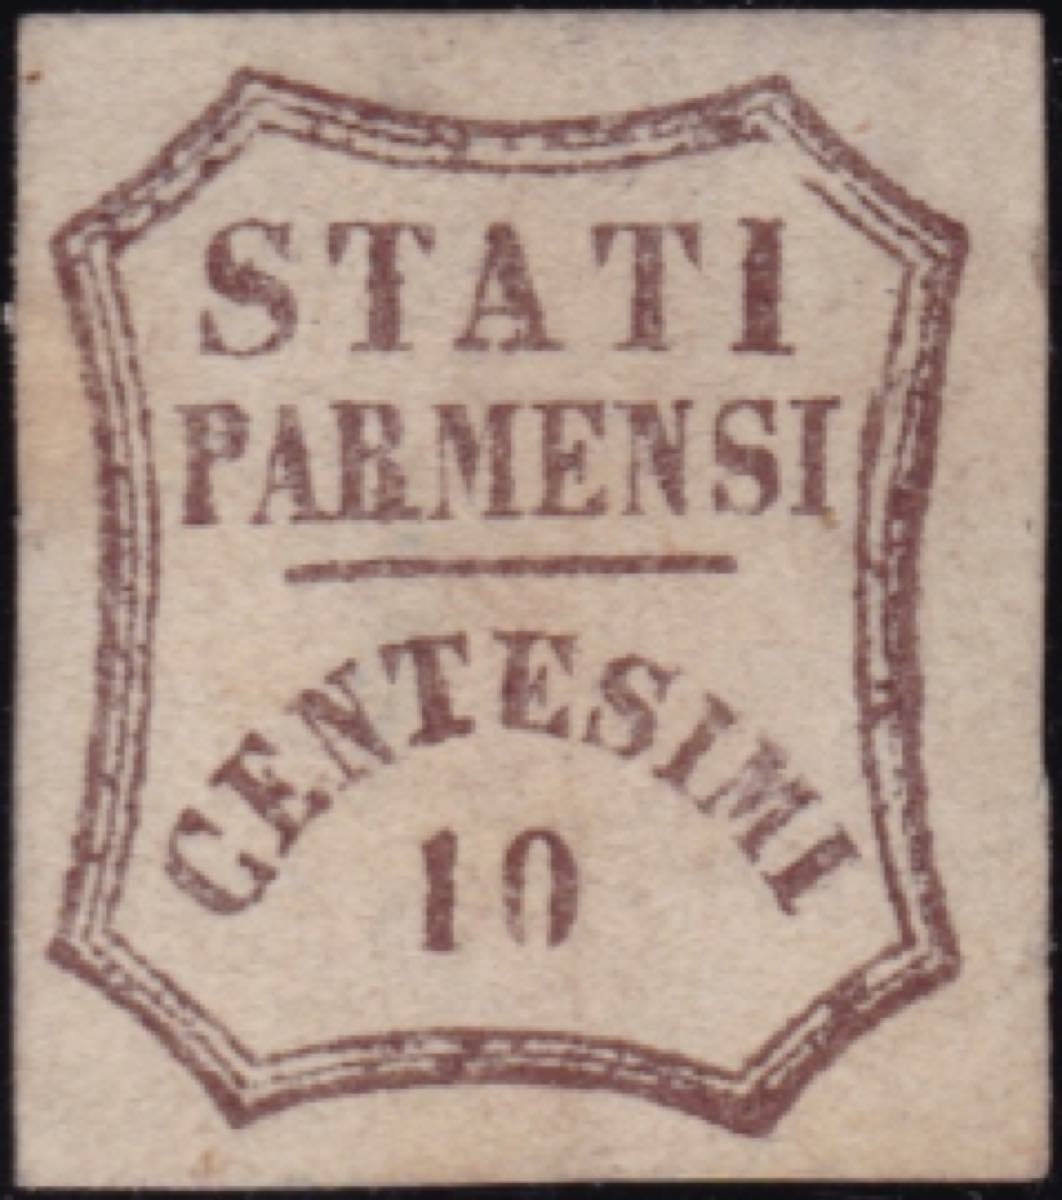 STATI
PARMENSI
CENTESIMI
10